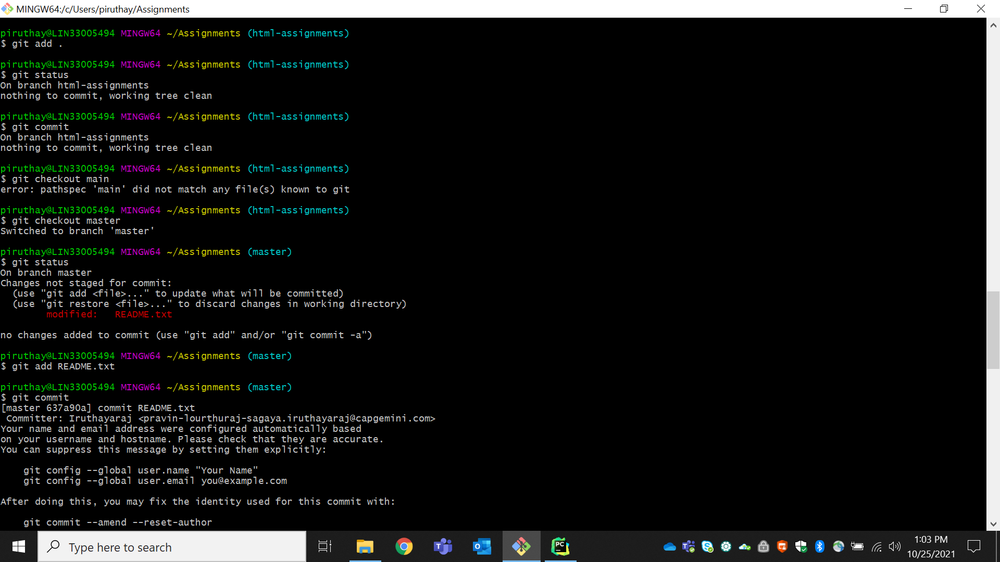 MINGW64:/c/Users/piruthay/Assignments
piruthay@LIN33005494 MINGW64 ~/Assignments (html-assignments)
$ git add .
piruthay@LIN33005494 MINGW64 ~/Assignments (html-assignments)
$ git status
On branch html-assignments
nothing to commit, working tree clean
piruthay@LIN33005494 MINGW64 ~/Assignments (html-assignments)
$ git commit
On branch html-assignments
nothing to commit, working tree clean
piruthay@LIN33005494 MINGW64 ~/Assignments (html-assignments)
$ git checkout main
error: pathspec 'main' did not match any file(s) known to git
piruthay@LIN33005494 MINGW64 ~/Assignments (html-assignments)
$ git checkout master
Switched to branch 'master'
piruthay@LIN33005494 MINGW64 ~/Assignments (master)
$ git status
On branch master
Changes not staged for commit:
  (use "git add <file>..." to update what will be committed)
  (use "git restore <file>..." to discard changes in working directory)
        modified:   README.txt
no changes added to commit (use "git add" and/or "git commit -a")
piruthay@LIN33005494 MINGW64 ~/Assignments (master)
$ git add README.txt
piruthay@LIN33005494 MINGW64 ~/Assignments (master)
$ git commit
[master 637a90a] commit README.txt
 Committer: Iruthayaraj <pravin-lourthuraj-sagaya.iruthayaraj@capgemini.com>
Your name and email address were configured automatically based
on your username and hostname. Please check that they are accurate.
You can suppress this message by setting them explicitly:
    git config --global user.name "Your Name"
    git config --global user.email you@example.com
After doing this, you may fix the identity used for this commit with:
    git commit --amend --reset-author
Type here to search
1:03 PM
10/25/2021